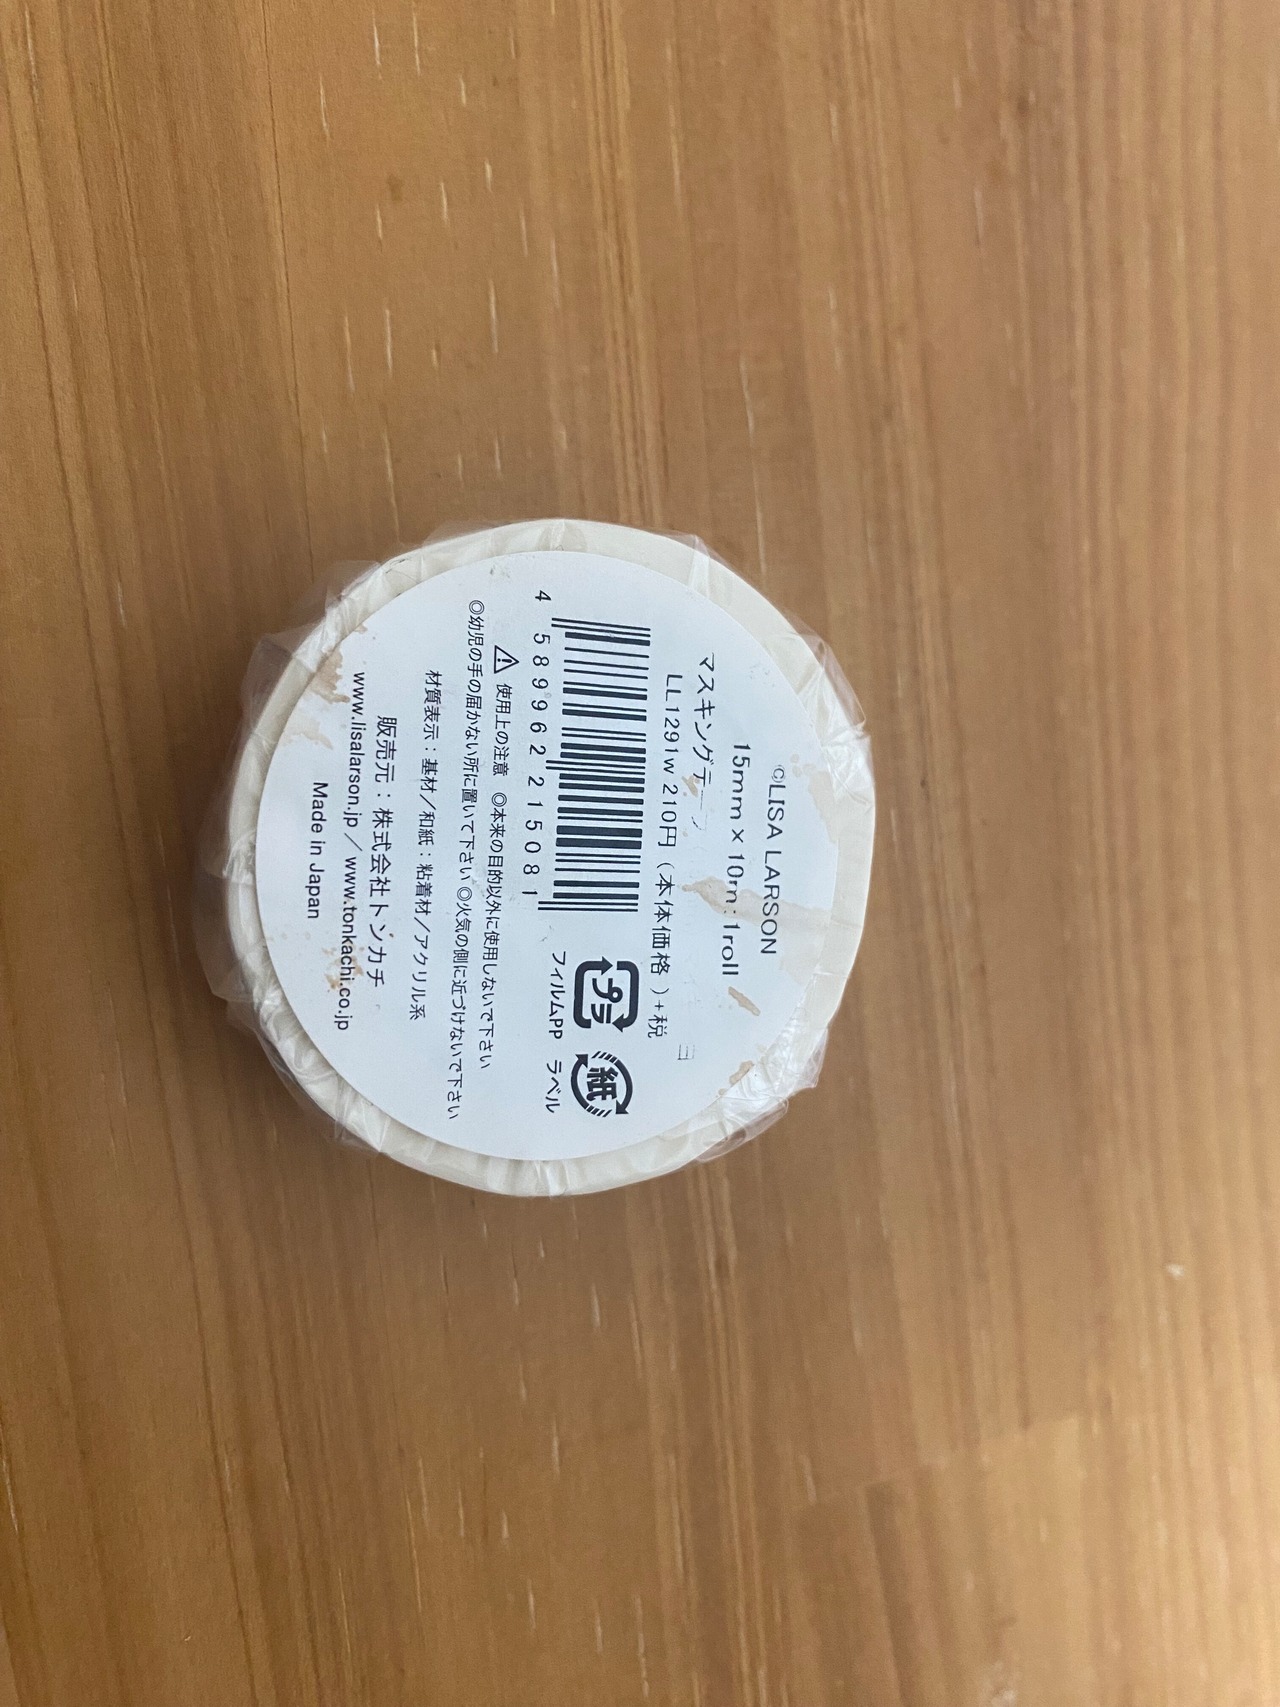 ©LISA LARSON
15mm × 10m : 1roll
マスキングテー
LL1291w 210円（本体価格）+税
4 589962 215081
フィルムPP ラベル
プラ 紙
使用上の注意 ◎本来の目的以外に使用しないで下さい
◎幼児の手の届かない所に置いて下さい◎火気の側に近づけないで下さい
材質表示：基材／和紙：粘着材／アクリル系
販売元：株式会社トンカチ
www.lisalarson.jp ／ www.tonkachi.co.jp
Made in Japan